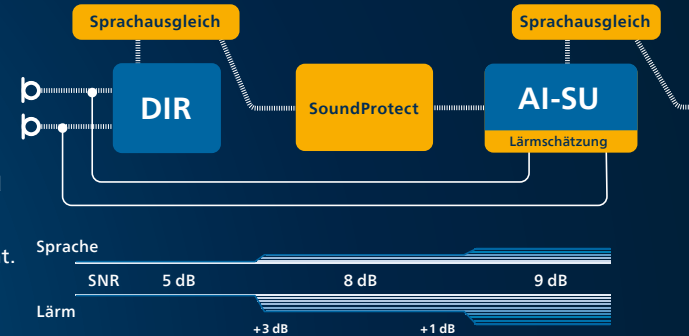 Sprachausgleich
Sprachausgleich
DIR
SoundProtect
AI-SU
Lärmschätzung
t.
Sprache
SNR 5 dB 8 dB 9 dB
Lärm
+3 dB +1 dB